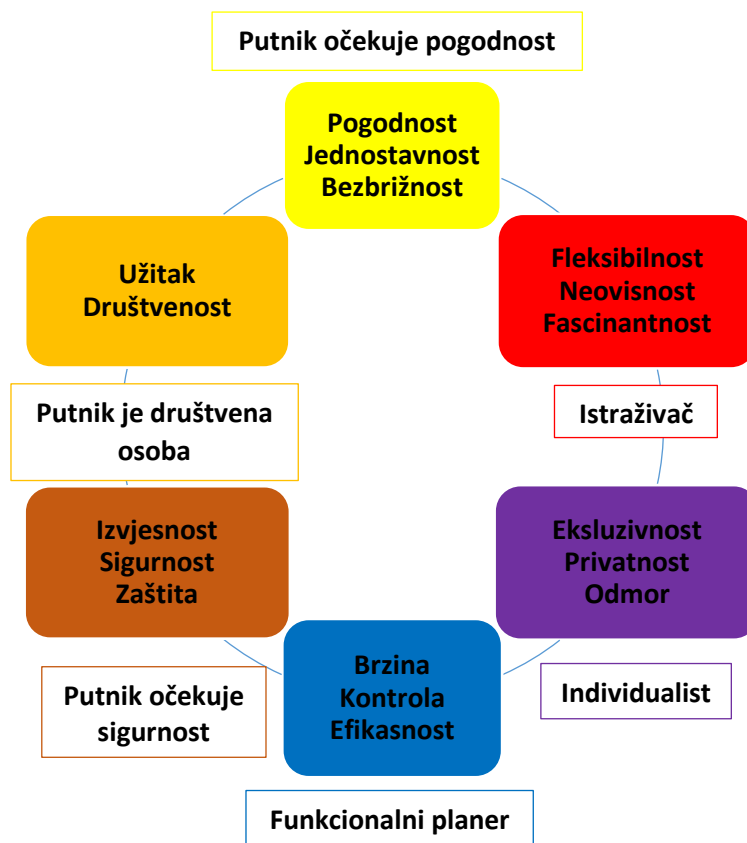 Putnik očekuje pogodnost
Pogodnost
Jednostavnost
Bezbrižnost
Užitak
Društvenost
Fleksibilnost
Neovisnost
Fascinantnost
Putnik je društvena
osoba
Istraživač
Izvjesnost
Sigurnost
Zaštita
Eksluzivnost
Privatnost
Odmor
Brzina
Kontrola
Efikasnost
Putnik očekuje
sigurnost
Individualist
Funkcionalni planer